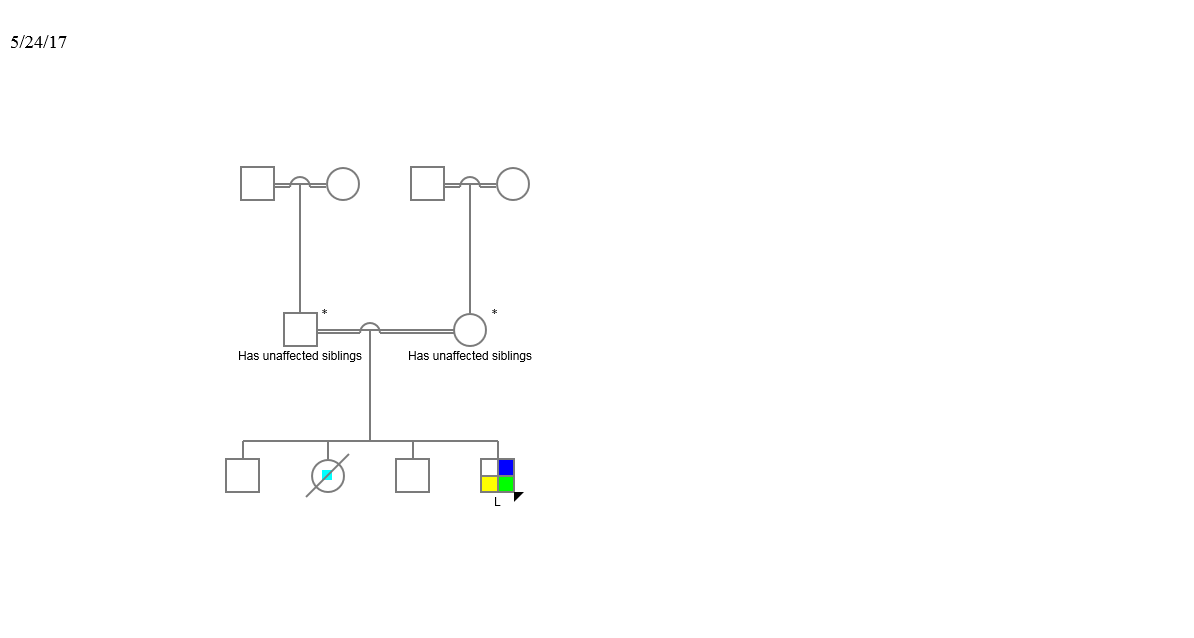 5/24/17
* *
Has unaffected siblings Has unaffected siblings
L